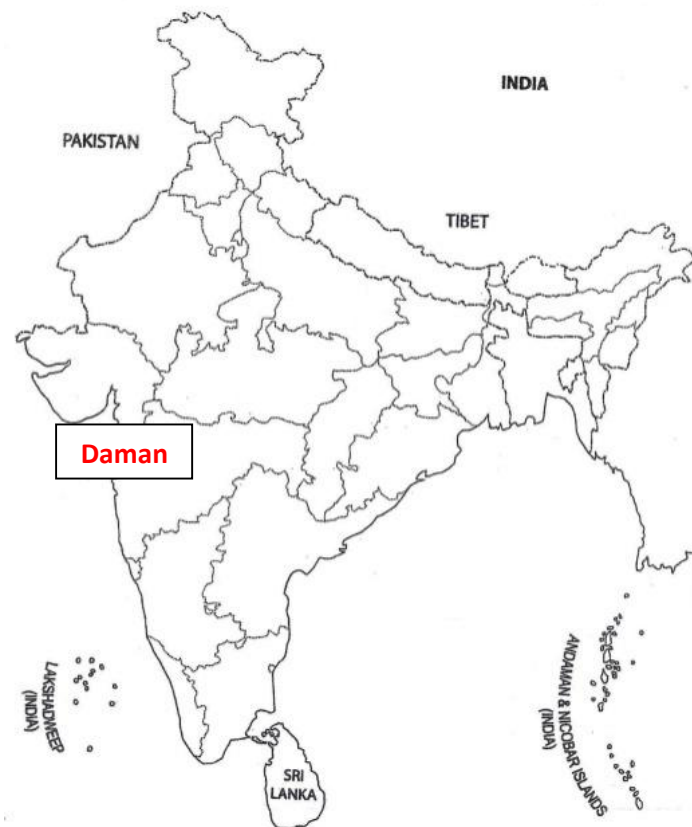 INDIA
PAKISTAN
TIBET
Daman
LAKSHADWEEP
(INDIA)
ANDAMAN & NICOBAR ISLANDS
(INDIA)
SRI
LANKA